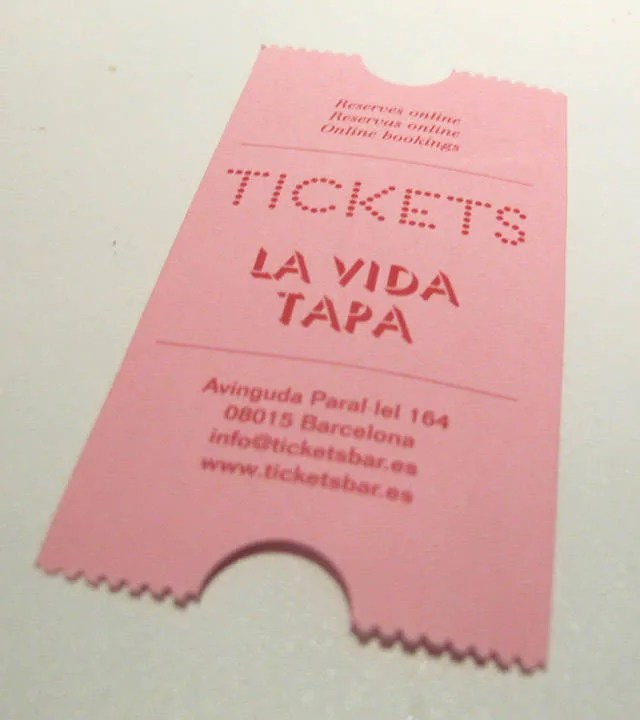 Reserves online
Reservas online
Online bookings
TICKETS
LA VIDA
TAPA
Avinguda Paral·lel 164
08015 Barcelona
info@ticketsbar.es
www.ticketsbar.es